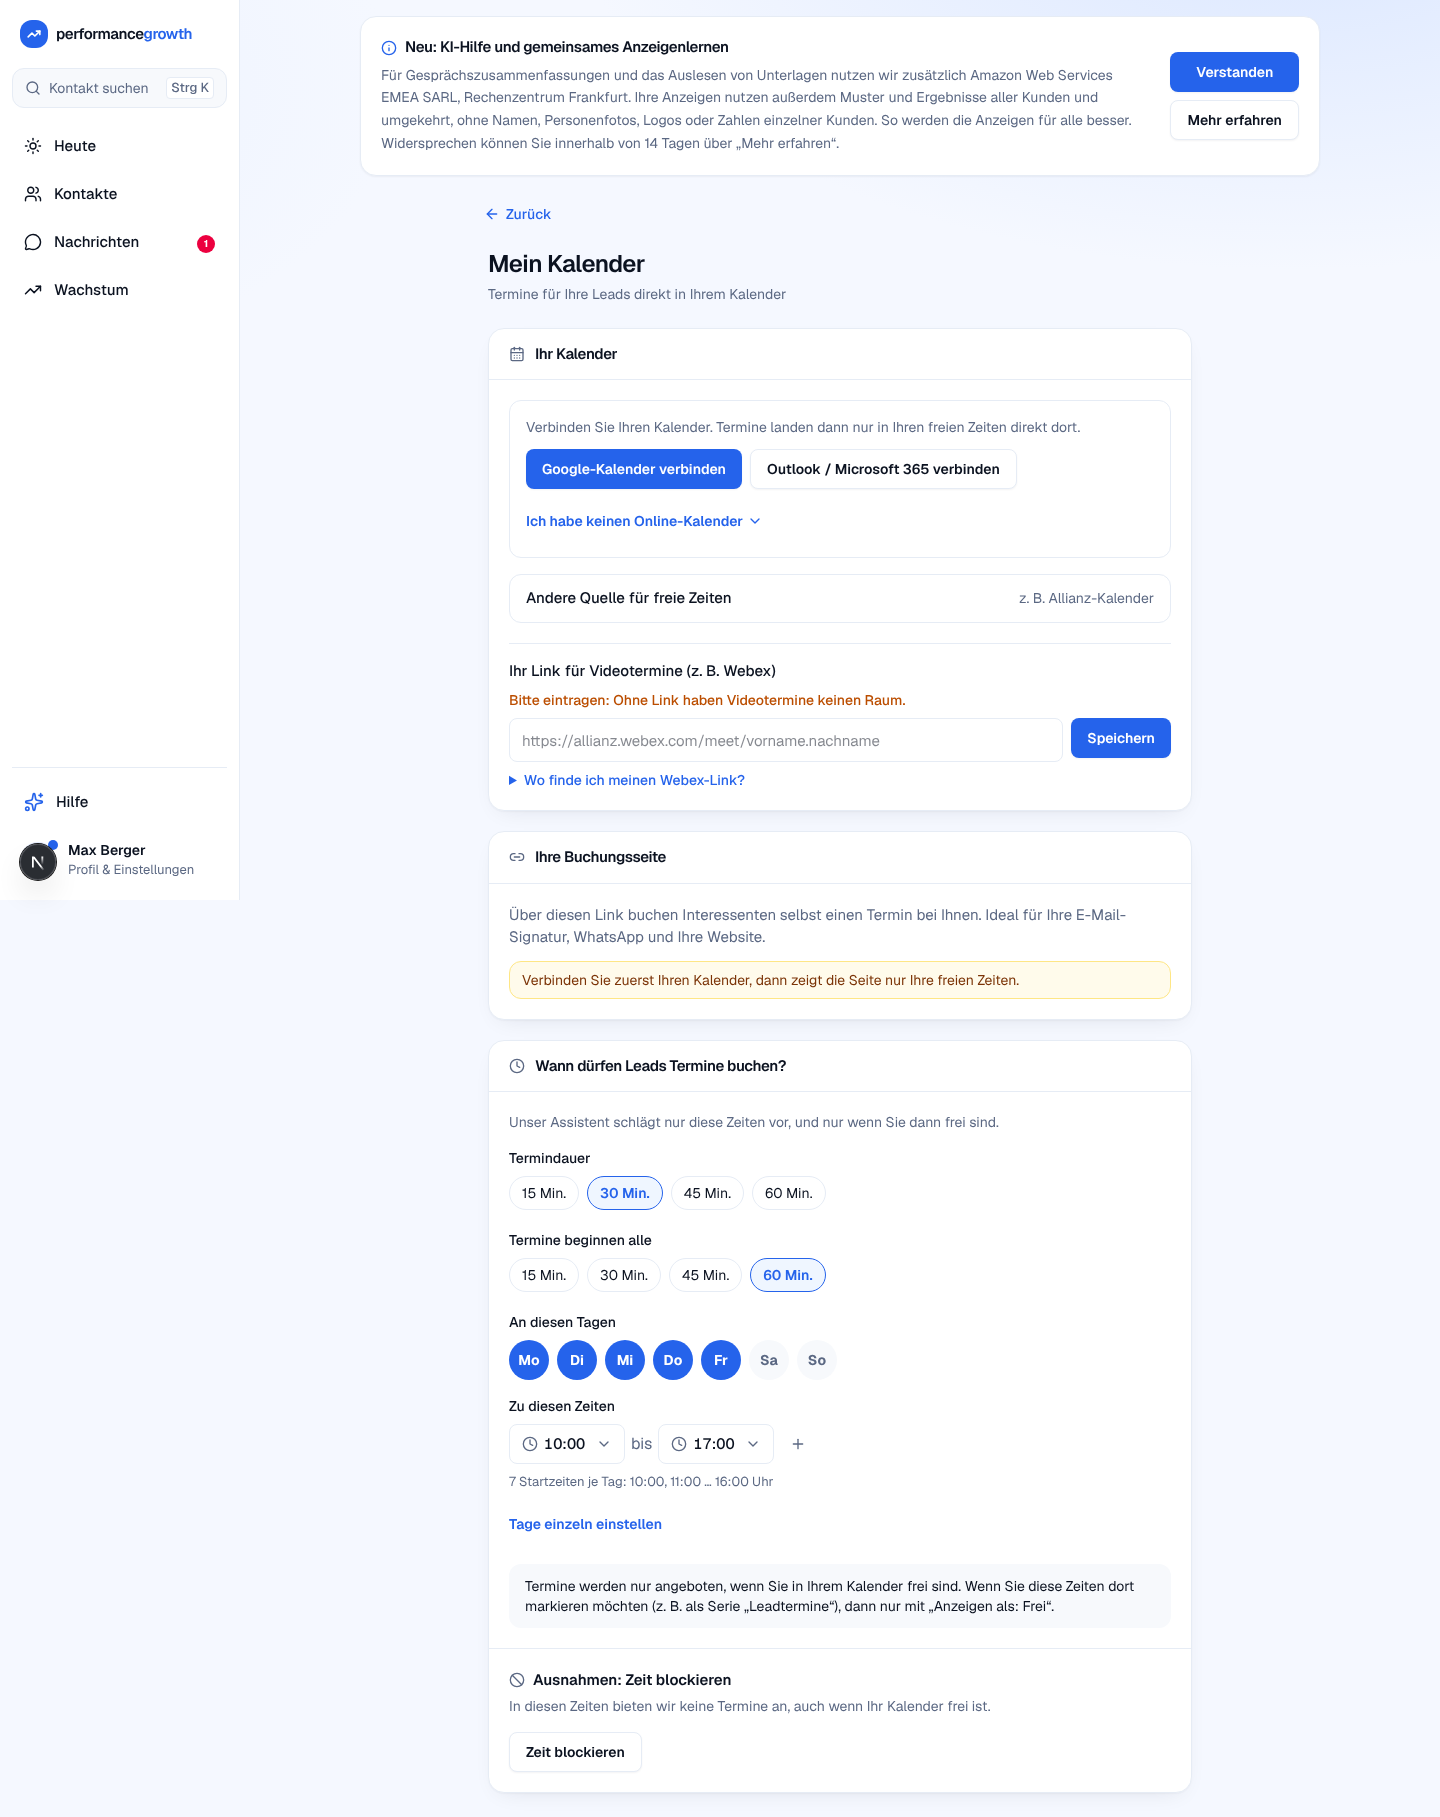 performancegrowth
Kontakt suchen Strg K
Heute
Kontakte
Nachrichten 1
Wachstum
Hilfe
N
Max Berger
Profil & Einstellungen
Neu: KI-Hilfe und gemeinsames Anzeigenlernen
Für Gesprächszusammenfassungen und das Auslesen von Unterlagen nutzen wir zusätzlich Amazon Web Services
EMEA SARL, Rechenzentrum Frankfurt. Ihre Anzeigen nutzen außerdem Muster und Ergebnisse aller Kunden und
umgekehrt, ohne Namen, Personenfotos, Logos oder Zahlen einzelner Kunden. So werden die Anzeigen für alle besser.
Widersprechen können Sie innerhalb von 14 Tagen über „Mehr erfahren“.
Verstanden
Mehr erfahren
Zurück
Mein Kalender
Termine für Ihre Leads direkt in Ihrem Kalender
Ihr Kalender
Verbinden Sie Ihren Kalender. Termine landen dann nur in Ihren freien Zeiten direkt dort.
Google-Kalender verbinden Outlook / Microsoft 365 verbinden
Ich habe keinen Online-Kalender
Andere Quelle für freie Zeiten z. B. Allianz-Kalender
Ihr Link für Videotermine (z. B. Webex)
Bitte eintragen: Ohne Link haben Videotermine keinen Raum.
https://allianz.webex.com/meet/vorname.nachname Speichern
Wo finde ich meinen Webex-Link?
Ihre Buchungsseite
Über diesen Link buchen Interessenten selbst einen Termin bei Ihnen. Ideal für Ihre E-Mail-
Signatur, WhatsApp und Ihre Website.
Verbinden Sie zuerst Ihren Kalender, dann zeigt die Seite nur Ihre freien Zeiten.
Wann dürfen Leads Termine buchen?
Unser Assistent schlägt nur diese Zeiten vor, und nur wenn Sie dann frei sind.
Termindauer
15 Min. 30 Min. 45 Min. 60 Min.
Termine beginnen alle
15 Min. 30 Min. 45 Min. 60 Min.
An diesen Tagen
Mo Di Mi Do Fr Sa So
Zu diesen Zeiten
10:00 bis 17:00
7 Startzeiten je Tag: 10:00, 11:00 … 16:00 Uhr
Tage einzeln einstellen
Termine werden nur angeboten, wenn Sie in Ihrem Kalender frei sind. Wenn Sie diese Zeiten dort
markieren möchten (z. B. als Serie „Leadtermine“), dann nur mit „Anzeigen als: Frei“.
Ausnahmen: Zeit blockieren
In diesen Zeiten bieten wir keine Termine an, auch wenn Ihr Kalender frei ist.
Zeit blockieren